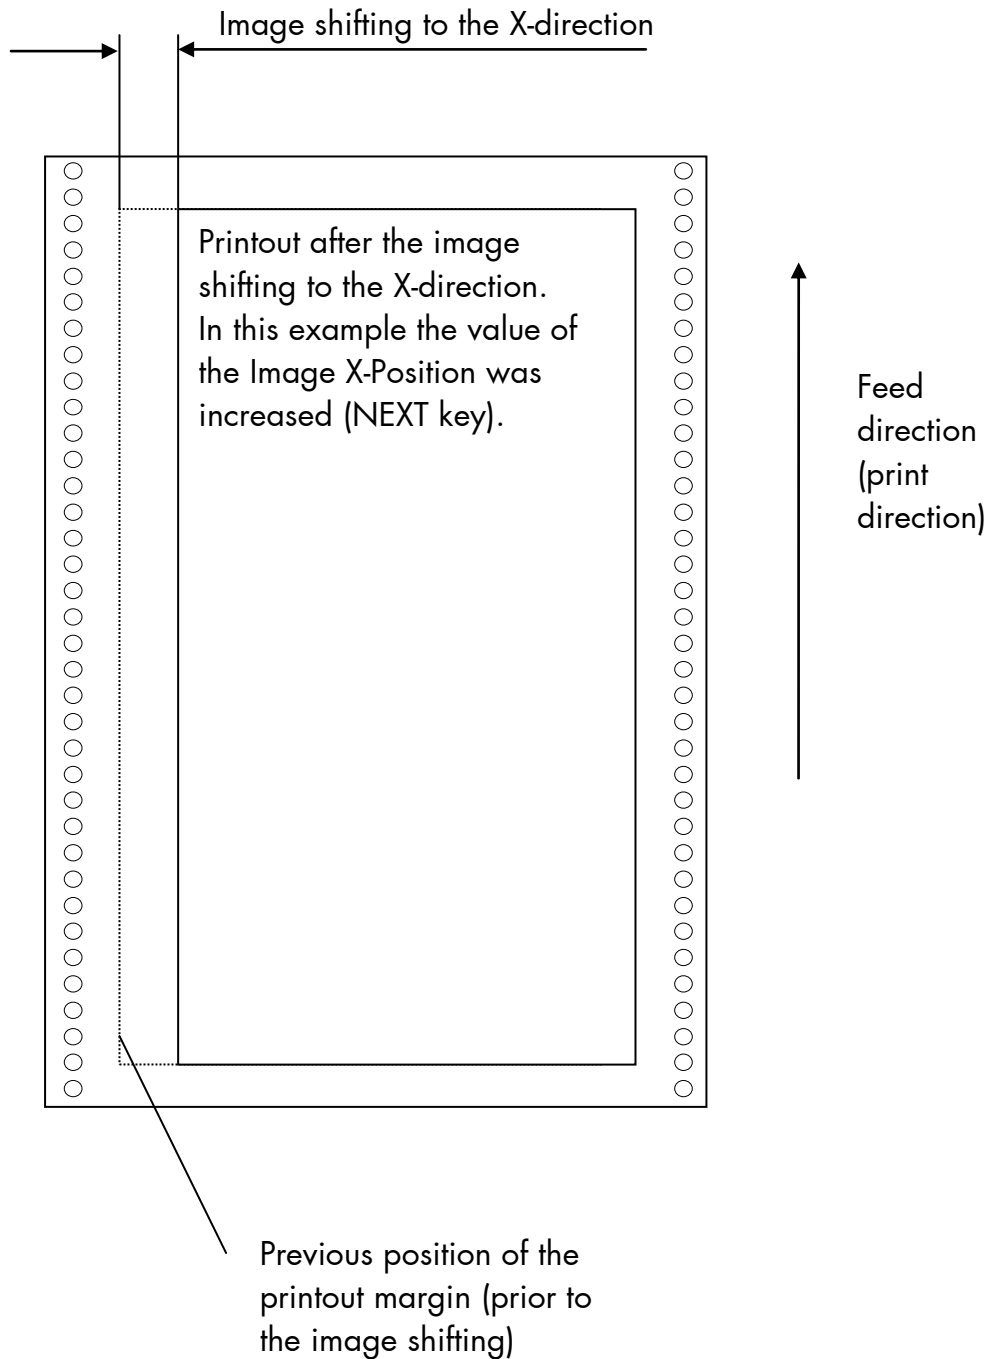 Image shifting to the X-direction
Printout after the image
shifting to the X-direction.
In this example the value of
the Image X-Position was
increased (NEXT key).
Feed
direction
(print
direction)
Previous position of the
printout margin (prior to
the image shifting)